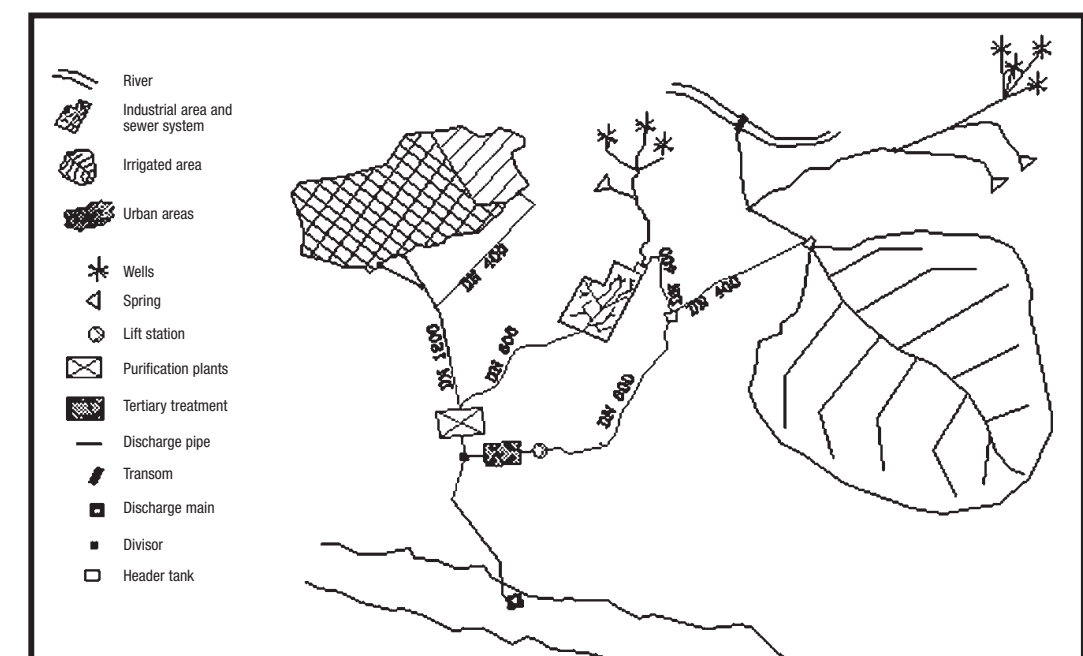 River
Industrial area and
sewer system
Irrigated area
Urban areas
Wells
Spring
Lift station
Purification plants
Tertiary treatment
Discharge pipe
Transom
Discharge main
Divisor
Header tank
DN 400
DN 1200
DN 600
DN 400
DN 400
DN 600